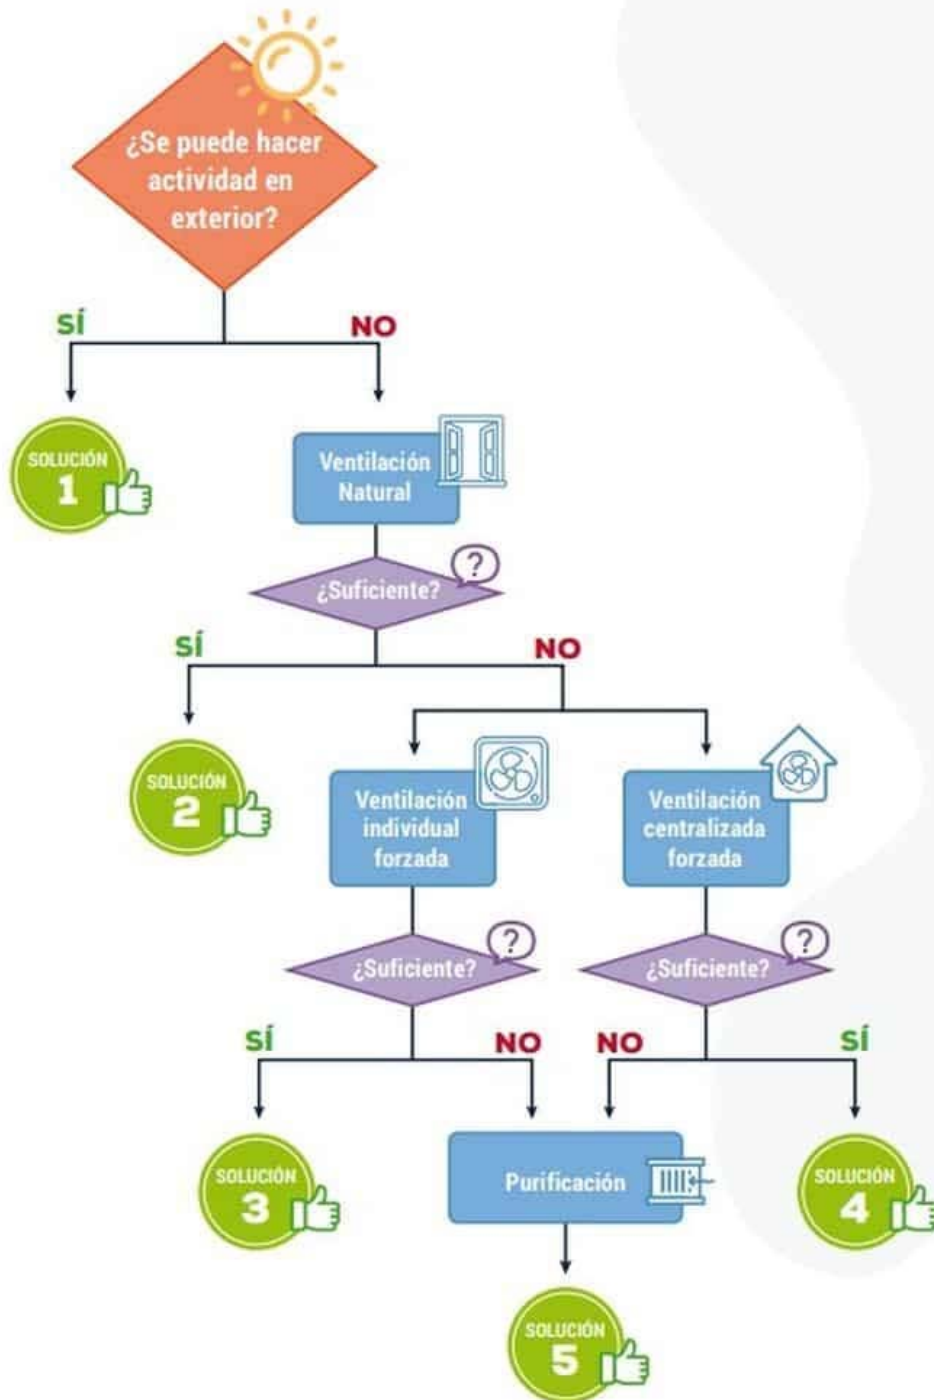 ¿Se puede hacer
actividad en
exterior?
SÍ
NO
SOLUCIÓN
1
Ventilación
Natural
?
¿Suficiente?
SÍ
NO
SOLUCIÓN
2
Ventilación
individual
forzada
Ventilación
centralizada
forzada
?
¿Suficiente?
?
¿Suficiente?
SÍ
NO
NO
SÍ
SOLUCIÓN
3
Purificación
SOLUCIÓN
4
SOLUCIÓN
5